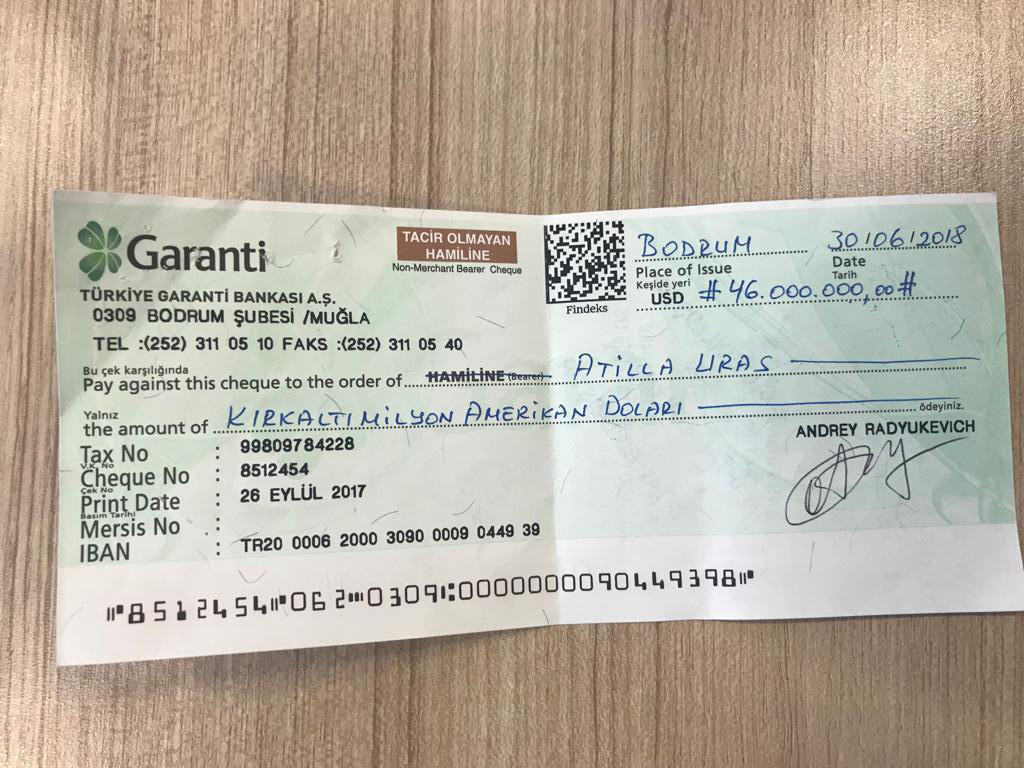 Garanti
TACİR OLMAYAN
HAMİLİNE
Non-Merchant Bearer Cheque
Findeks
BODRUM
Place of Issue
Keşide yeri
30/06/2018
Date
Tarih
USD # 46.000.000,00 #
TÜRKİYE GARANTİ BANKASI A.Ş.
0309 BODRUM ŞUBESİ /MUĞLA
TEL :(252) 311 05 10 FAKS :(252) 311 05 40
Bu çek karşılığında
Pay against this cheque to the order of HAMİLİNE (Bearer) ATİLLA URAS
Yalnız
the amount of KIRKALTIMİLYON AMERİKAN DOLARI ödeyiniz.
ANDREY RADYUKEVICH
Tax No : 99809784228
V.K. No
Cheque No : 8512454
Çek No
Print Date : 26 EYLÜL 2017
Basım Tarihi
Mersis No :
IBAN : TR20 0006 2000 3090 0009 0449 39
⑈8512454⑈062⑉0309⑆0000000090449398⑈